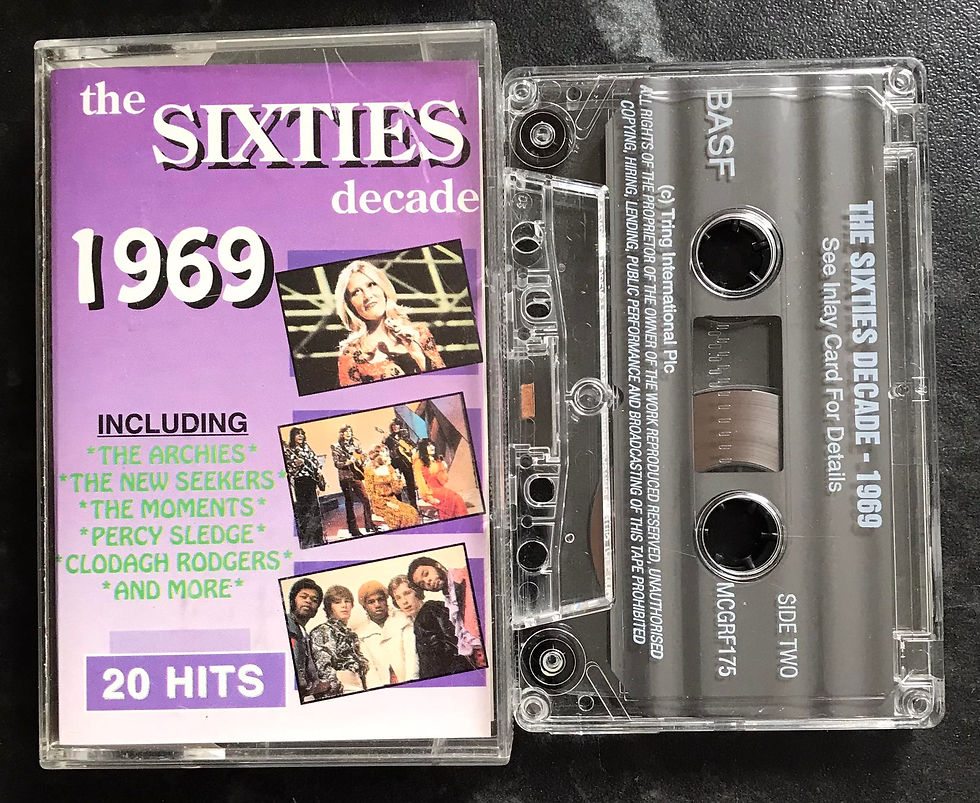 the
SIXTIES
decade
1969
INCLUDING
*THE ARCHIES*
*THE NEW SEEKERS*
*THE MOMENTS*
*PERCY SLEDGE*
*CLODAGH RODGERS*
*AND MORE*
20 HITS
THE SIXTIES DECADE - 1969
See Inlay Card For Details
BASF
SIDE TWO
MCGRF175
(c) Tring International Plc
ALL RIGHTS OF THE PROPRIETOR OF THE OWNER OF THE WORK REPRODUCED RESERVED, UNAUTHORISED
COPYING, HIRING, LENDING, PUBLIC PERFORMANCE AND BROADCASTING OF THIS TAPE PROHIBITED